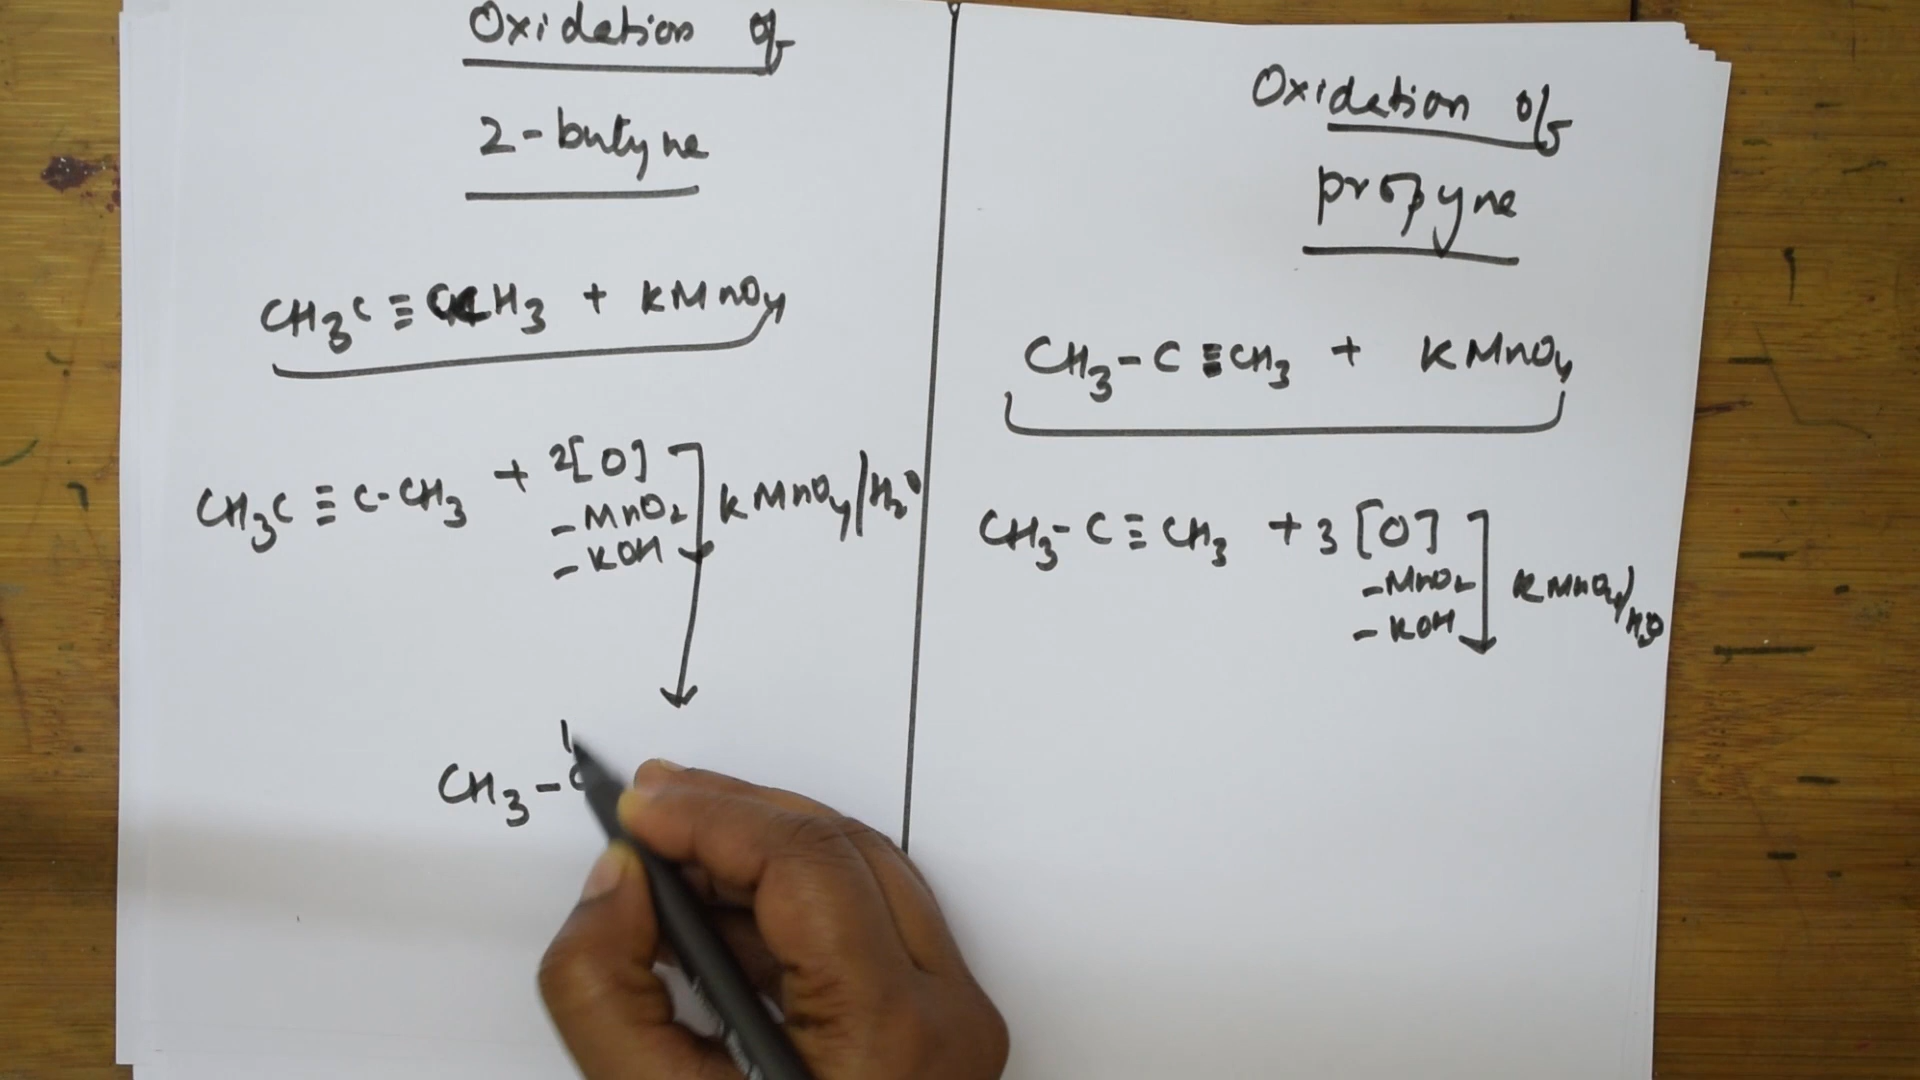 Oxidation of
2-butyne
CH3C ≡ CCH3 + KMnO4
CH3C ≡ C-CH3 + 2[O]
- MnO2
- KOH
KMnO4/H2O
CH3-C
Oxidation of
propyne
CH3-C ≡ CH3 + KMnO4
CH3-C ≡ CH3 + 3[O]
- MnO2
- KOH
KMnO4/H2O